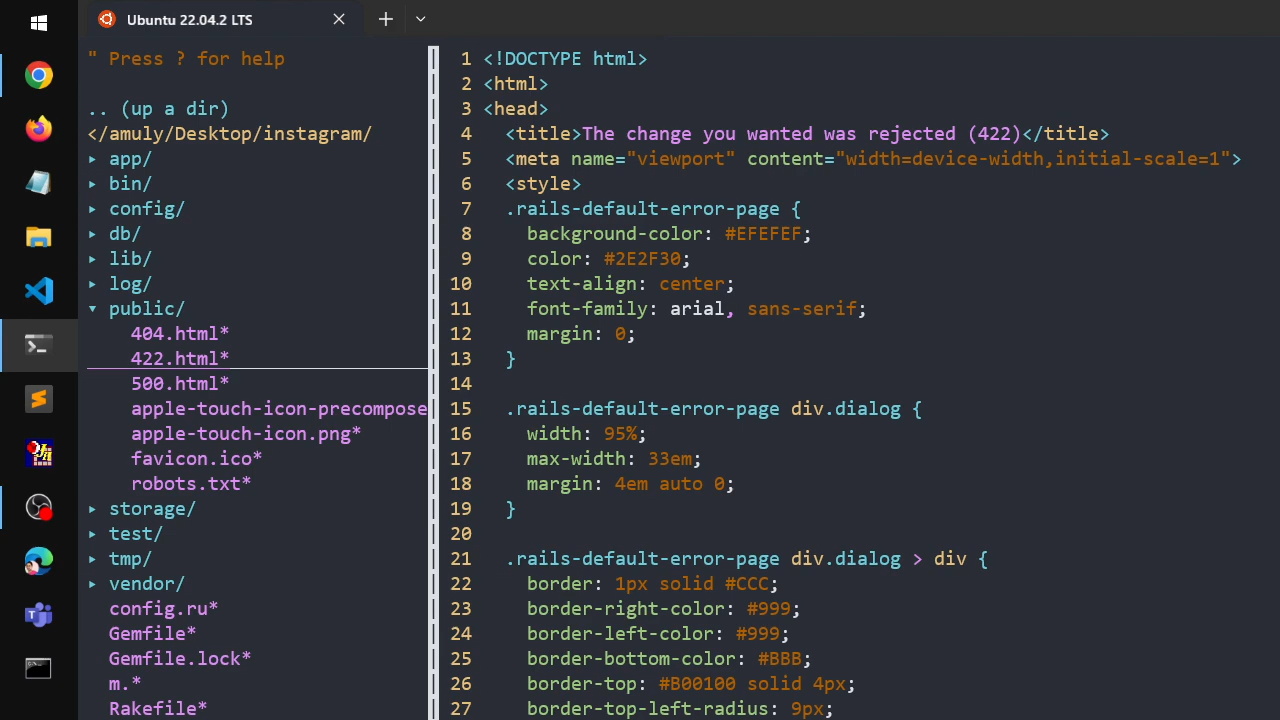 Ubuntu 22.04.2 LTS
" Press ? for help
.. (up a dir)
</amuly/Desktop/instagram/
▸ app/
▸ bin/
▸ config/
▸ db/
▸ lib/
▸ log/
▾ public/
404.html*
422.html*
500.html*
apple-touch-icon-precompose
apple-touch-icon.png*
favicon.ico*
robots.txt*
▸ storage/
▸ test/
▸ tmp/
▸ vendor/
config.ru*
Gemfile*
Gemfile.lock*
m.*
Rakefile*
1 <!DOCTYPE html>
2 <html>
3 <head>
4   <title>The change you wanted was rejected (422)</title>
5   <meta name="viewport" content="width=device-width,initial-scale=1">
6   <style>
7   .rails-default-error-page {
8     background-color: #EFEFEF;
9     color: #2E2F30;
10     text-align: center;
11     font-family: arial, sans-serif;
12     margin: 0;
13   }
14
15   .rails-default-error-page div.dialog {
16     width: 95%;
17     max-width: 33em;
18     margin: 4em auto 0;
19   }
20
21   .rails-default-error-page div.dialog > div {
22     border: 1px solid #CCC;
23     border-right-color: #999;
24     border-left-color: #999;
25     border-bottom-color: #BBB;
26     border-top: #B00100 solid 4px;
27     border-top-left-radius: 9px;